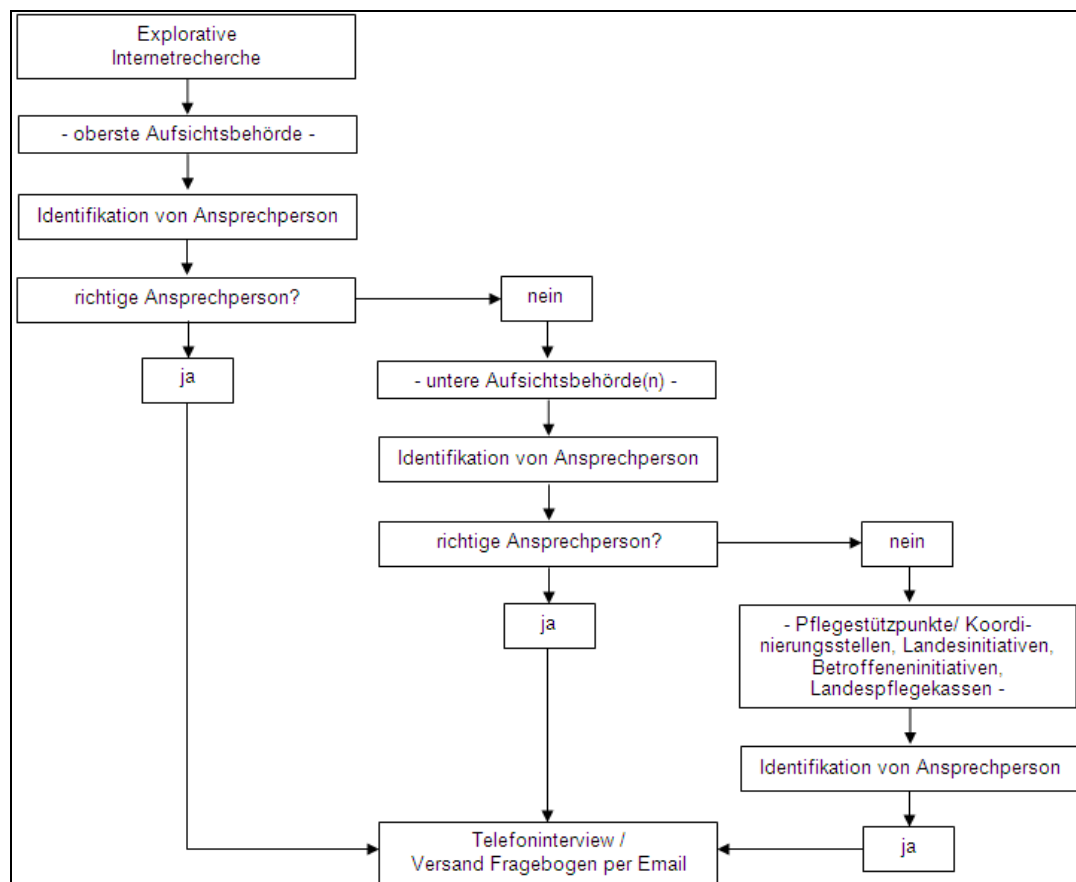 Explorative
Internetrecherche
- oberste Aufsichtsbehörde -
Identifikation von Ansprechperson
richtige Ansprechperson?
nein
ja
- untere Aufsichtsbehörde(n) -
Identifikation von Ansprechperson
richtige Ansprechperson?
nein
ja
- Pflegestützpunkte/ Koordi-
nierungsstellen, Landesinitiativen,
Betroffeneninitiativen,
Landespflegekassen -
Identifikation von Ansprechperson
ja
Telefoninterview /
Versand Fragebogen per Email